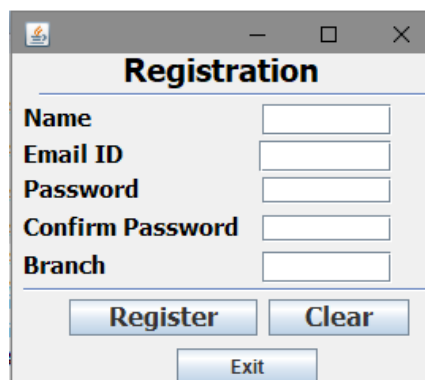 Registration
Name
Email ID
Password
Confirm Password
Branch
Register Clear
Exit